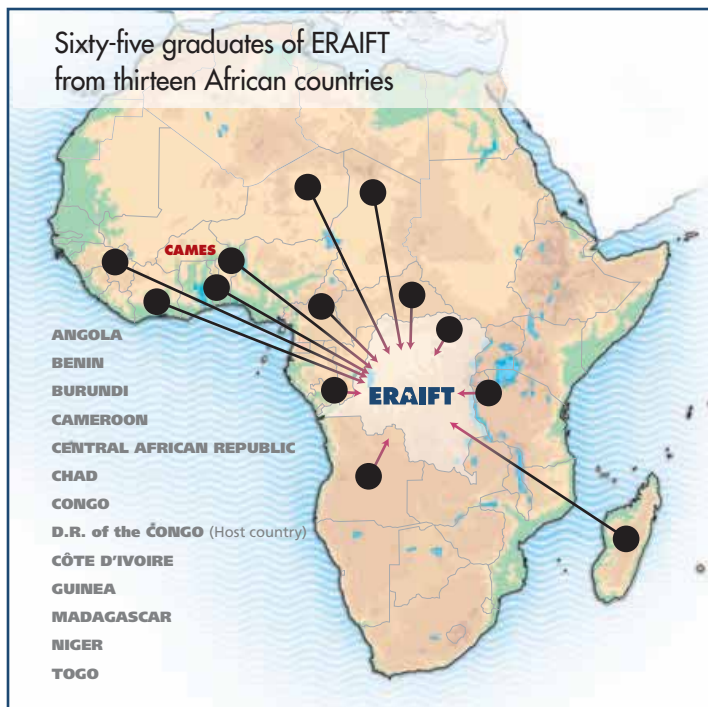 Sixty-five graduates of ERAIFT
from thirteen African countries
CAMES
ERAIFT
ANGOLA
BENIN
BURUNDI
CAMEROON
CENTRAL AFRICAN REPUBLIC
CHAD
CONGO
D.R. of the CONGO (Host country)
CÔTE D'IVOIRE
GUINEA
MADAGASCAR
NIGER
TOGO